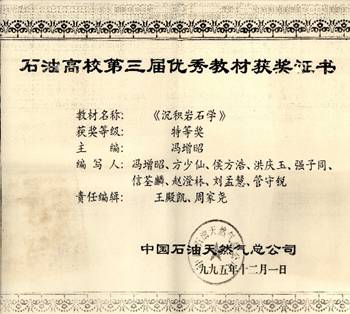 石油高校第三届优秀教材获奖证书
教材名称：《沉积岩石学》
获奖等级：特等奖
主编：冯增昭
编写人：冯增昭、方少仙、侯方浩、洪庆玉、强子同、
信荃麟、赵澄林、刘孟慧、管守锐
责任编辑：王殿凯、周家尧
中国石油天然气总公司
一九九五年十二月一日